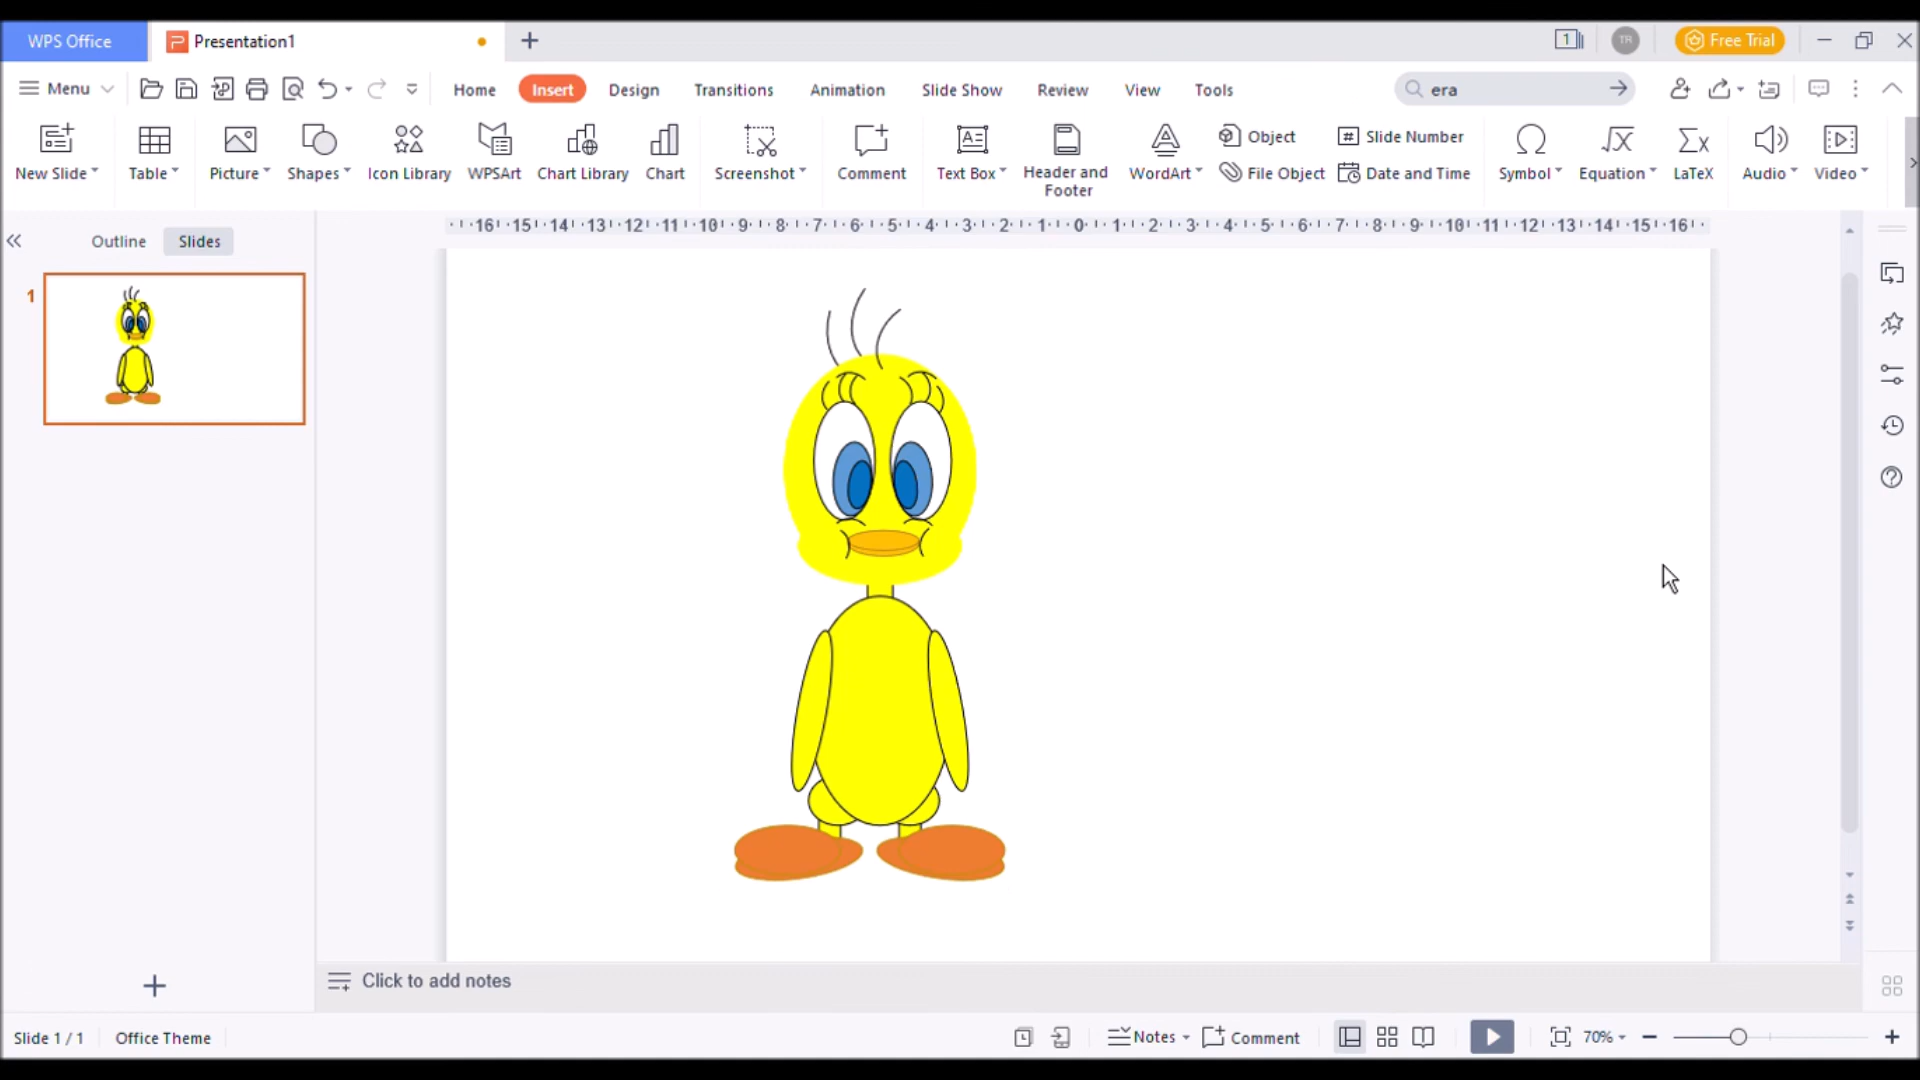 WPS Office
Presentation1
1
TR
Free Trial
Menu
Home
Insert
Design
Transitions
Animation
Slide Show
Review
View
Tools
era
New Slide
Table
Picture
Shapes
Icon Library
WPSArt
Chart Library
Chart
Screenshot
Comment
Text Box
Header and
Footer
WordArt
Object
File Object
Slide Number
Date and Time
Symbol
Equation
LaTeX
Audio
Video
Outline
Slides
16 15 14 13 12 11 10 9 8 7 6 5 4 3 2 1 0 1 2 3 4 5 6 7 8 9 10 11 12 13 14 15 16
1
Click to add notes
Slide 1 / 1
Office Theme
Notes
Comment
70%